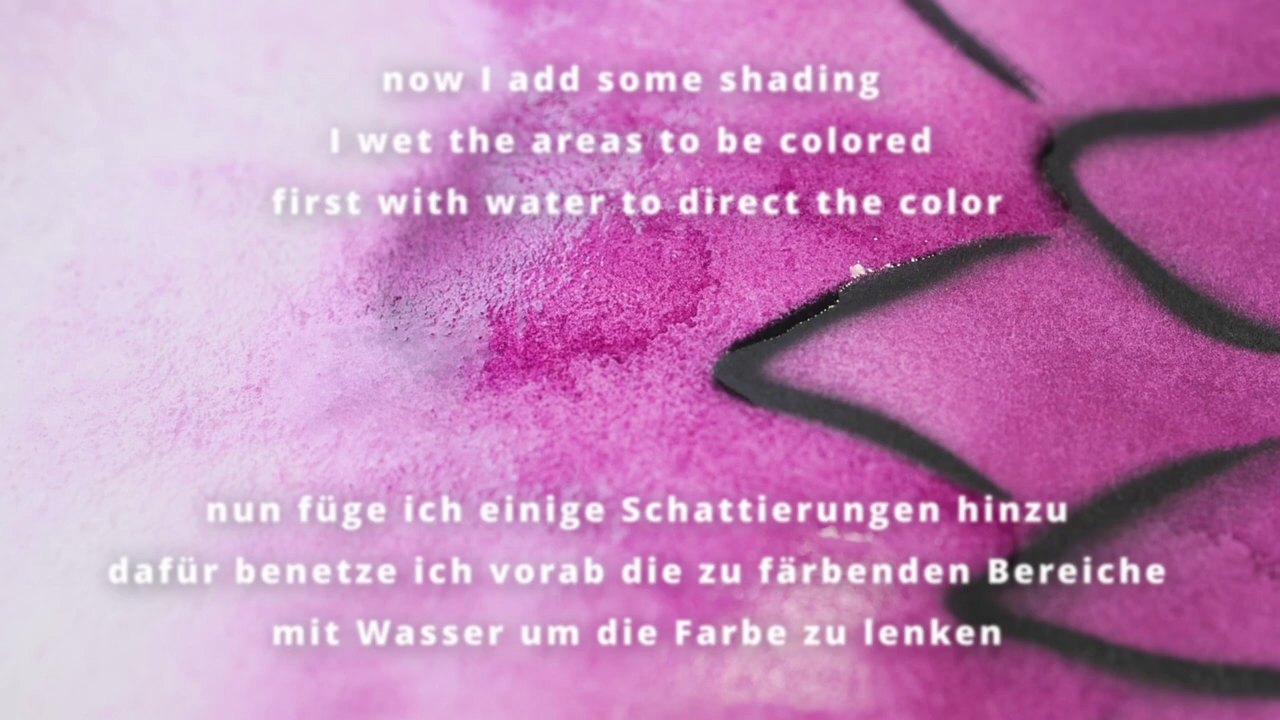 now I add some shading
I wet the areas to be colored
first with water to direct the color
nun füge ich einige Schattierungen hinzu
dafür benetze ich vorab die zu färbenden Bereiche
mit Wasser um die Farbe zu lenken